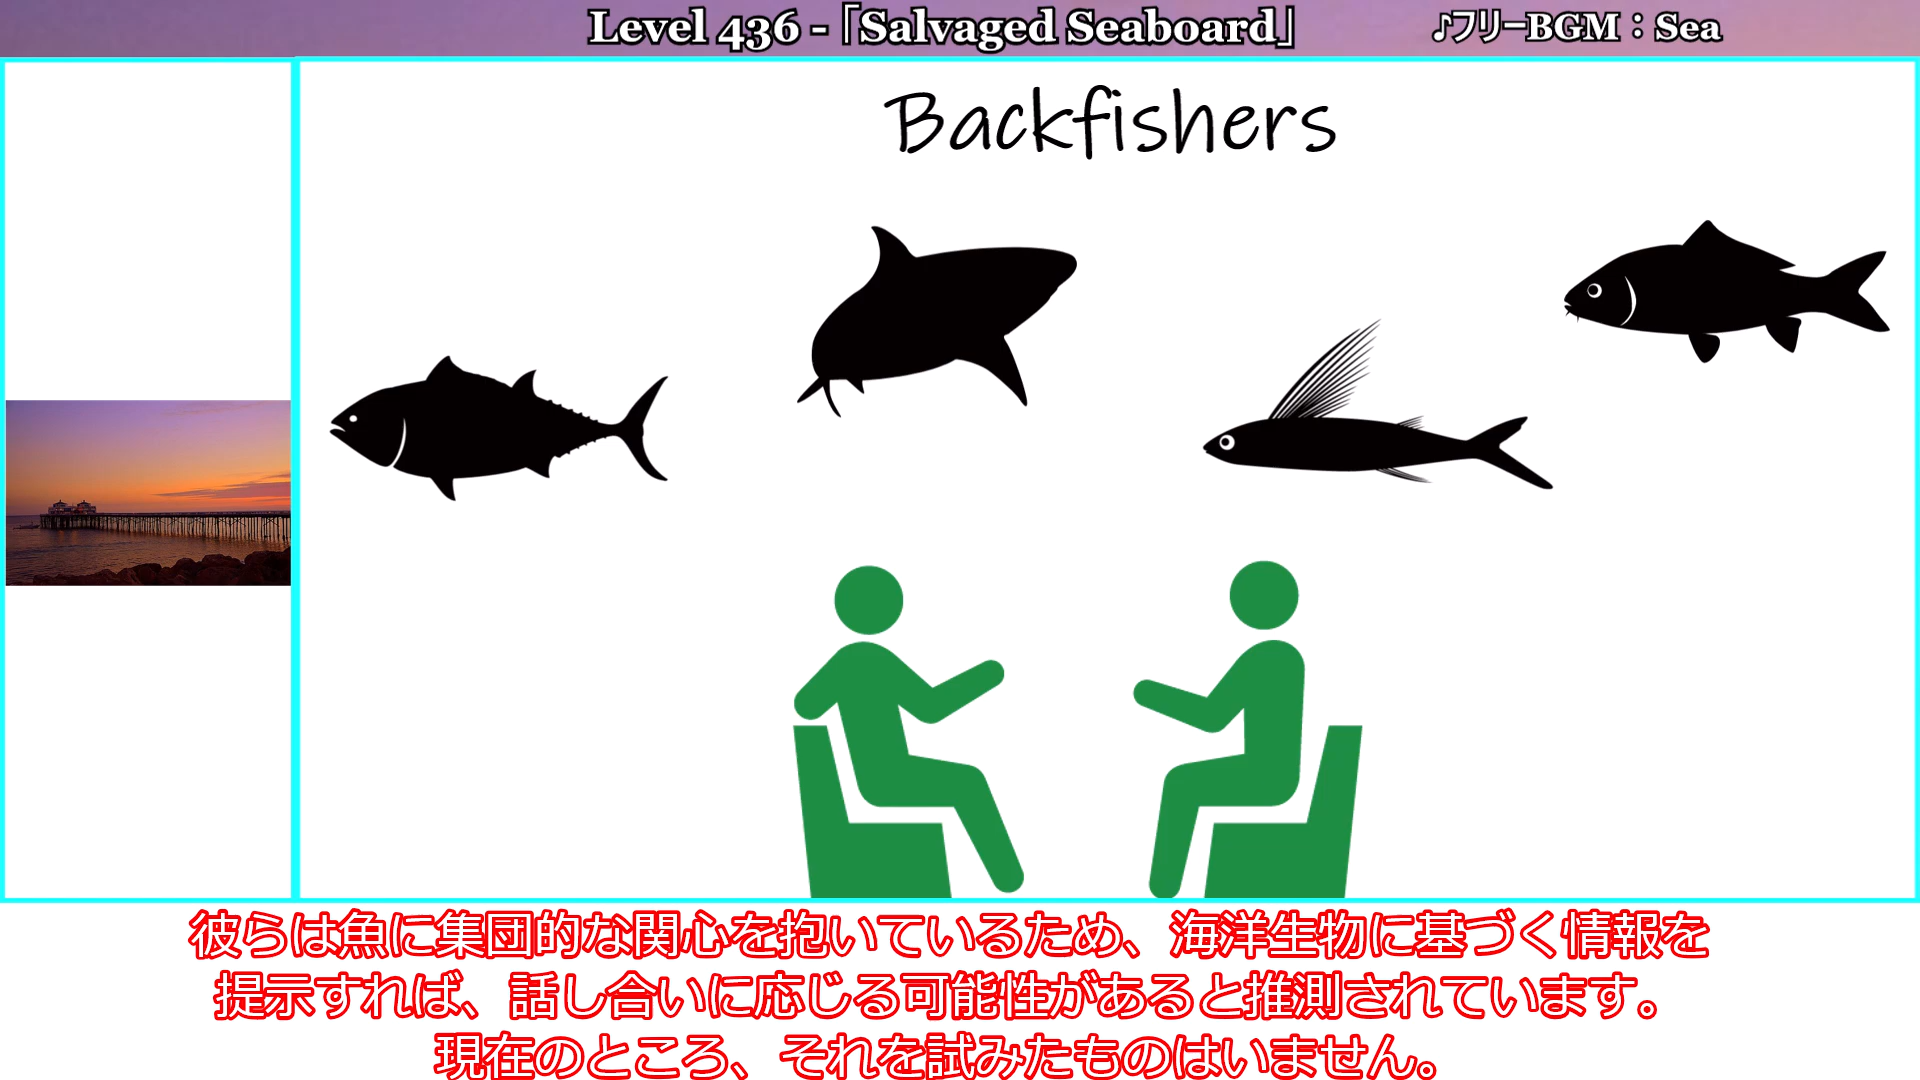 Level 436 -「Salvaged Seaboard」
♪フリーBGM：Sea
Backfishers
彼らは魚に集団的な関心を抱いているため、海洋生物に基づく情報を
提示すれば、話し合いに応じる可能性があると推測されています。
現在のところ、それを試みたものはいません。